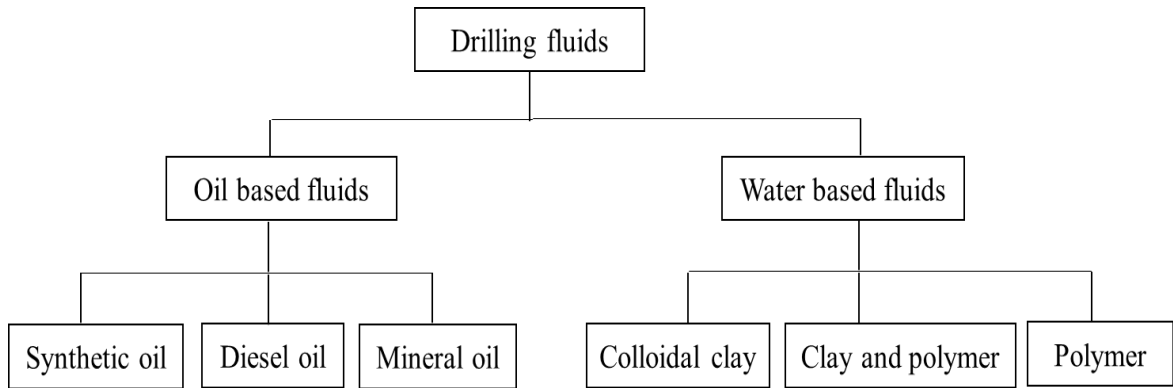 Drilling fluids
Oil based fluids
Water based fluids
Synthetic oil
Diesel oil
Mineral oil
Colloidal clay
Clay and polymer
Polymer